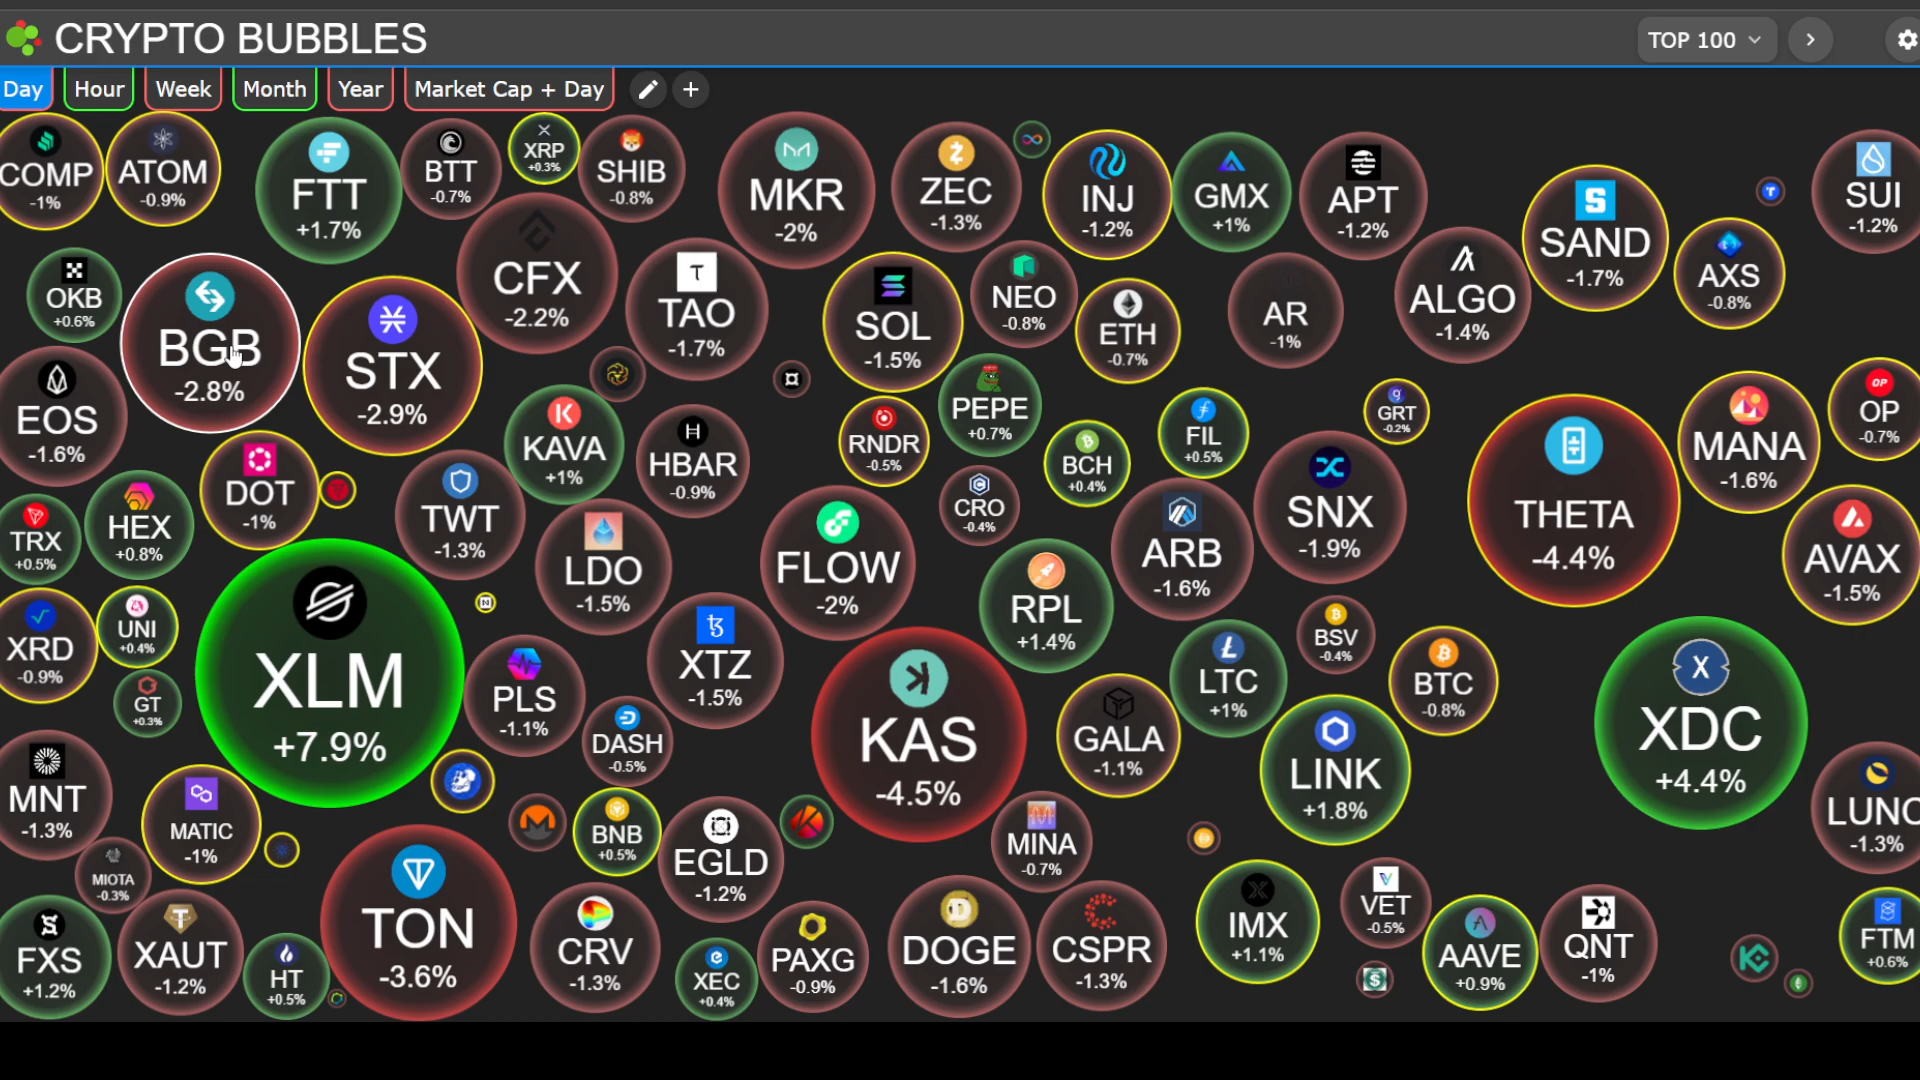 CRYPTO BUBBLES
TOP 100
Day
Hour
Week
Month
Year
Market Cap + Day
COMP
-1%
ATOM
-0.9%
FTT
+1.7%
BTT
-0.7%
XRP
+0.3%
SHIB
-0.8%
MKR
-2%
ZEC
-1.3%
INJ
-1.2%
GMX
+1%
APT
-1.2%
SAND
-1.7%
AXS
-0.8%
SUI
-1.2%
OKB
+0.6%
BGB
-2.8%
STX
-2.9%
CFX
-2.2%
TAO
-1.7%
SOL
-1.5%
NEO
-0.8%
ETH
-0.7%
AR
-1%
ALGO
-1.4%
EOS
-1.6%
KAVA
+1%
HBAR
-0.9%
RNDR
-0.5%
PEPE
+0.7%
BCH
+0.4%
FIL
+0.5%
GRT
-0.2%
THETA
-4.4%
MANA
-1.6%
OP
OP
-0.7%
TRX
+0.5%
HEX
+0.8%
DOT
-1%
TWT
-1.3%
LDO
-1.5%
FLOW
-2%
CRO
-0.4%
ARB
-1.6%
SNX
-1.9%
AVAX
-1.5%
XRD
-0.9%
UNI
+0.4%
GT
+0.3%
XLM
+7.9%
PLS
-1.1%
XTZ
-1.5%
DASH
-0.5%
KAS
-4.5%
RPL
+1.4%
GALA
-1.1%
LTC
+1%
BSV
-0.4%
BTC
-0.8%
LINK
+1.8%
XDC
+4.4%
MNT
-1.3%
MATIC
-1%
MIOTA
-0.3%
BNB
+0.5%
EGLD
-1.2%
MINA
-0.7%
LUNC
-1.3%
FXS
+1.2%
XAUT
-1.2%
HT
+0.5%
TON
-3.6%
CRV
-1.3%
XEC
+0.4%
PAXG
-0.9%
DOGE
-1.6%
CSPR
-1.3%
IMX
+1.1%
VET
-0.5%
AAVE
+0.9%
QNT
-1%
FTM
+0.6%